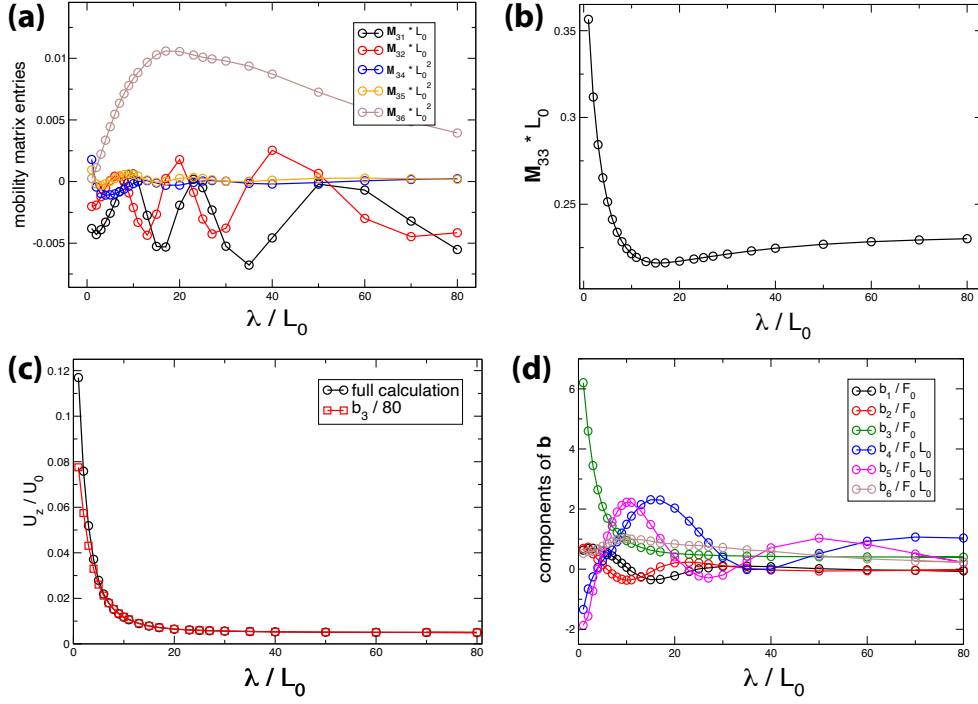 (a)
mobility matrix entries
0.01
0.005
0
-0.005
M31 * L0
M32 * L0
M34 * L0^2
M35 * L0^2
M36 * L0^2
0 20 40 60 80
λ / L0
(b)
M33 * L0
0.35
0.3
0.25
0 20 40 60 80
λ / L0
(c)
Uz / U0
0.12
0.1
0.08
0.06
0.04
0.02
0
full calculation
b3 / 80
0 20 40 60 80
λ / L0
(d)
components of b
6
4
2
0
-2
b1 / F0
b2 / F0
b3 / F0
b4 / F0 L0
b5 / F0 L0
b6 / F0 L0
0 10 20 30 40 50 60 70 80
λ / L0